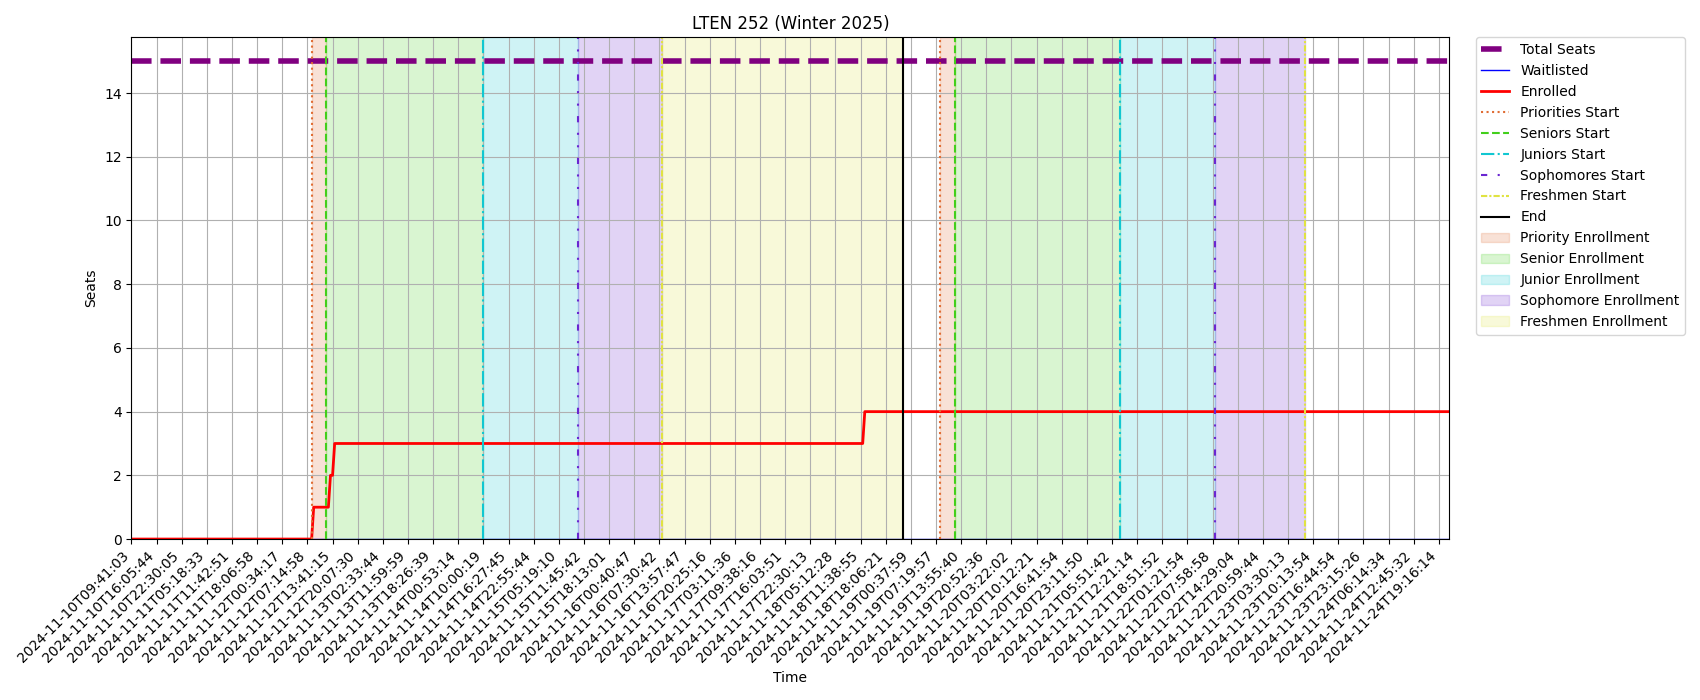 LTEN 252 (Winter 2025)
Seats
14
12
10
8
6
4
2
0
2024-11-10T09:41:03
2024-11-10T16:05:44
2024-11-10T22:30:05
2024-11-11T05:18:33
2024-11-11T11:42:51
2024-11-11T18:06:58
2024-11-12T00:34:17
2024-11-12T07:14:58
2024-11-12T13:41:15
2024-11-12T20:07:30
2024-11-13T02:33:44
2024-11-13T11:59:59
2024-11-13T18:26:39
2024-11-14T00:53:14
2024-11-14T10:00:19
2024-11-14T16:27:45
2024-11-14T22:55:44
2024-11-15T05:19:10
2024-11-15T11:45:42
2024-11-15T18:13:01
2024-11-16T00:40:47
2024-11-16T07:30:42
2024-11-16T13:57:47
2024-11-16T20:25:16
2024-11-17T03:11:36
2024-11-17T09:38:16
2024-11-17T16:03:51
2024-11-17T22:30:13
2024-11-18T05:12:28
2024-11-18T11:38:55
2024-11-18T18:06:21
2024-11-19T00:37:59
2024-11-19T07:19:57
2024-11-19T13:55:40
2024-11-19T20:52:36
2024-11-20T03:22:02
2024-11-20T10:12:21
2024-11-20T16:41:54
2024-11-20T23:11:50
2024-11-21T05:51:42
2024-11-21T12:21:14
2024-11-21T18:51:52
2024-11-22T01:21:54
2024-11-22T07:58:58
2024-11-22T14:29:04
2024-11-22T20:59:44
2024-11-23T03:30:13
2024-11-23T10:13:54
2024-11-23T16:44:54
2024-11-23T23:15:26
2024-11-24T06:14:34
2024-11-24T12:45:32
2024-11-24T19:16:14
Time
Total Seats
Waitlisted
Enrolled
Priorities Start
Seniors Start
Juniors Start
Sophomores Start
Freshmen Start
End
Priority Enrollment
Senior Enrollment
Junior Enrollment
Sophomore Enrollment
Freshmen Enrollment